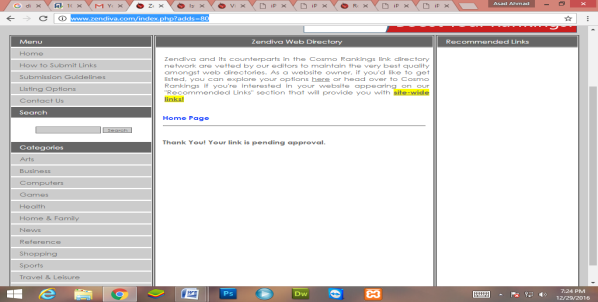 Asad Ahmed
www.zendiva.com/index.php?adds=80
Menu
Home
How to Submit Links
Submission Guidelines
Listing Options
Contact Us
Search
Search
Categories
Arts
Business
Computers
Games
Health
Home & Family
News
Reference
Shopping
Sports
Travel & Leisure
Zendiva Web Directory
Zendiva and its counterparts in the Cosmo Rankings link directory
network are vetted by our editors to maintain the very best quality
amongst web directories. As a website owner, if you'd like to get
listed, you can explore your options here or head over to Cosmo
Rankings if you're interested in your website appearing on our
"Recommended Links" section that will provide you with site-wide
links!
Home Page
Thank You! Your link is pending approval.
Recommended Links
Ps
Dw
7:24 PM
12/29/2016